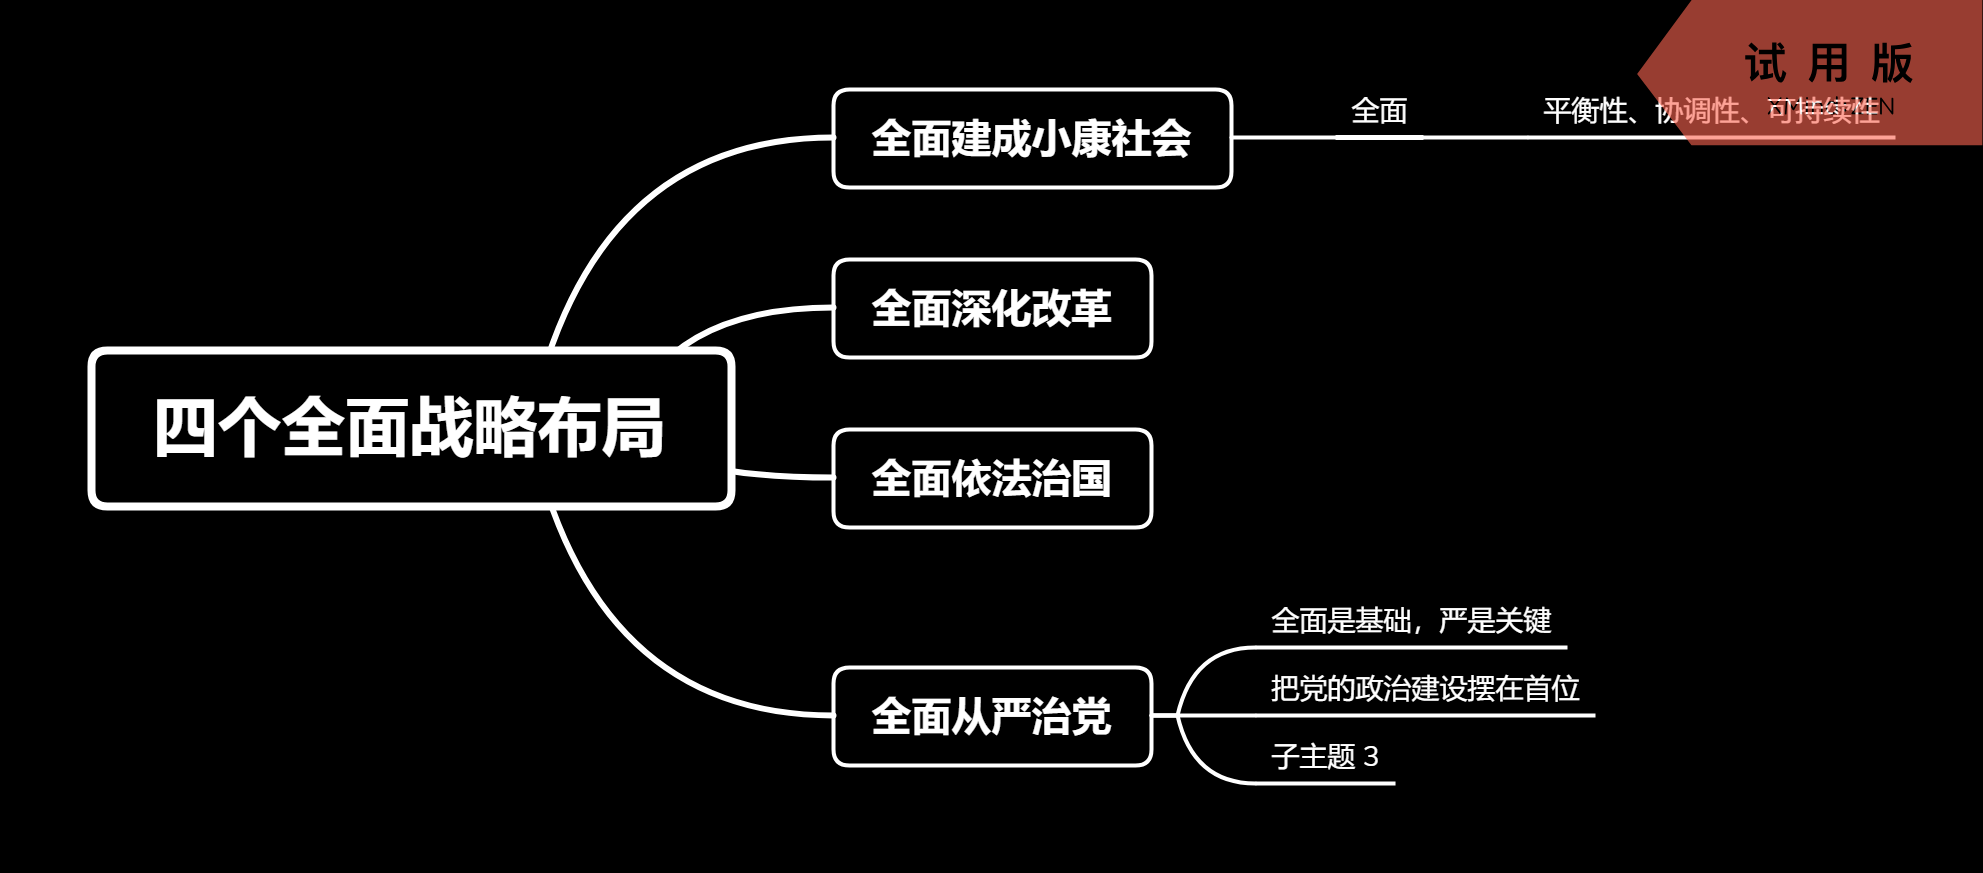 试用版
全面建成小康社会
全面
平衡性、协调性、可持续性
全面深化改革
四个全面战略布局
全面依法治国
全面从严治党
全面是基础，严是关键
把党的政治建设摆在首位
子主题 3